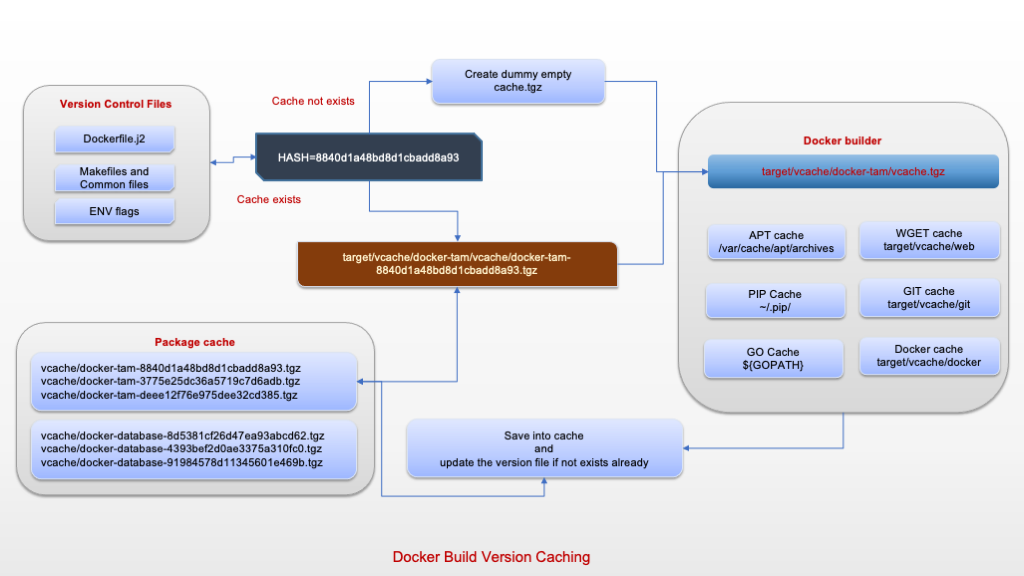 Create dummy empty
cache.tgz
Cache not exists
Version Control Files
Dockerfile.j2
Makefiles and
Common files
ENV flags
HASH=8840d1a48bd8d1cbadd8a93
Cache exists
target/vcache/docker-tam/vcache/docker-tam-
8840d1a48bd8d1cbadd8a93.tgz
Docker builder
target/vcache/docker-tam/vcache.tgz
APT cache
/var/cache/apt/archives
WGET cache
target/vcache/web
PIP Cache
~/.pip/
GIT cache
target/vcache/git
GO Cache
${GOPATH}
Docker cache
target/vcache/docker
Package cache
vcache/docker-tam-8840d1a48bd8d1cbadd8a93.tgz
vcache/docker-tam-3775e25dc36a5719c7d6adb.tgz
vcache/docker-tam-deee12f76e975dee32cd385.tgz
vcache/docker-database-8d5381cf26d47ea93abcd62.tgz
vcache/docker-database-4393bef2d0ae3375a310fc0.tgz
vcache/docker-database-91984578d11345601e469b.tgz
Save into cache
and
update the version file if not exists already
Docker Build Version Caching